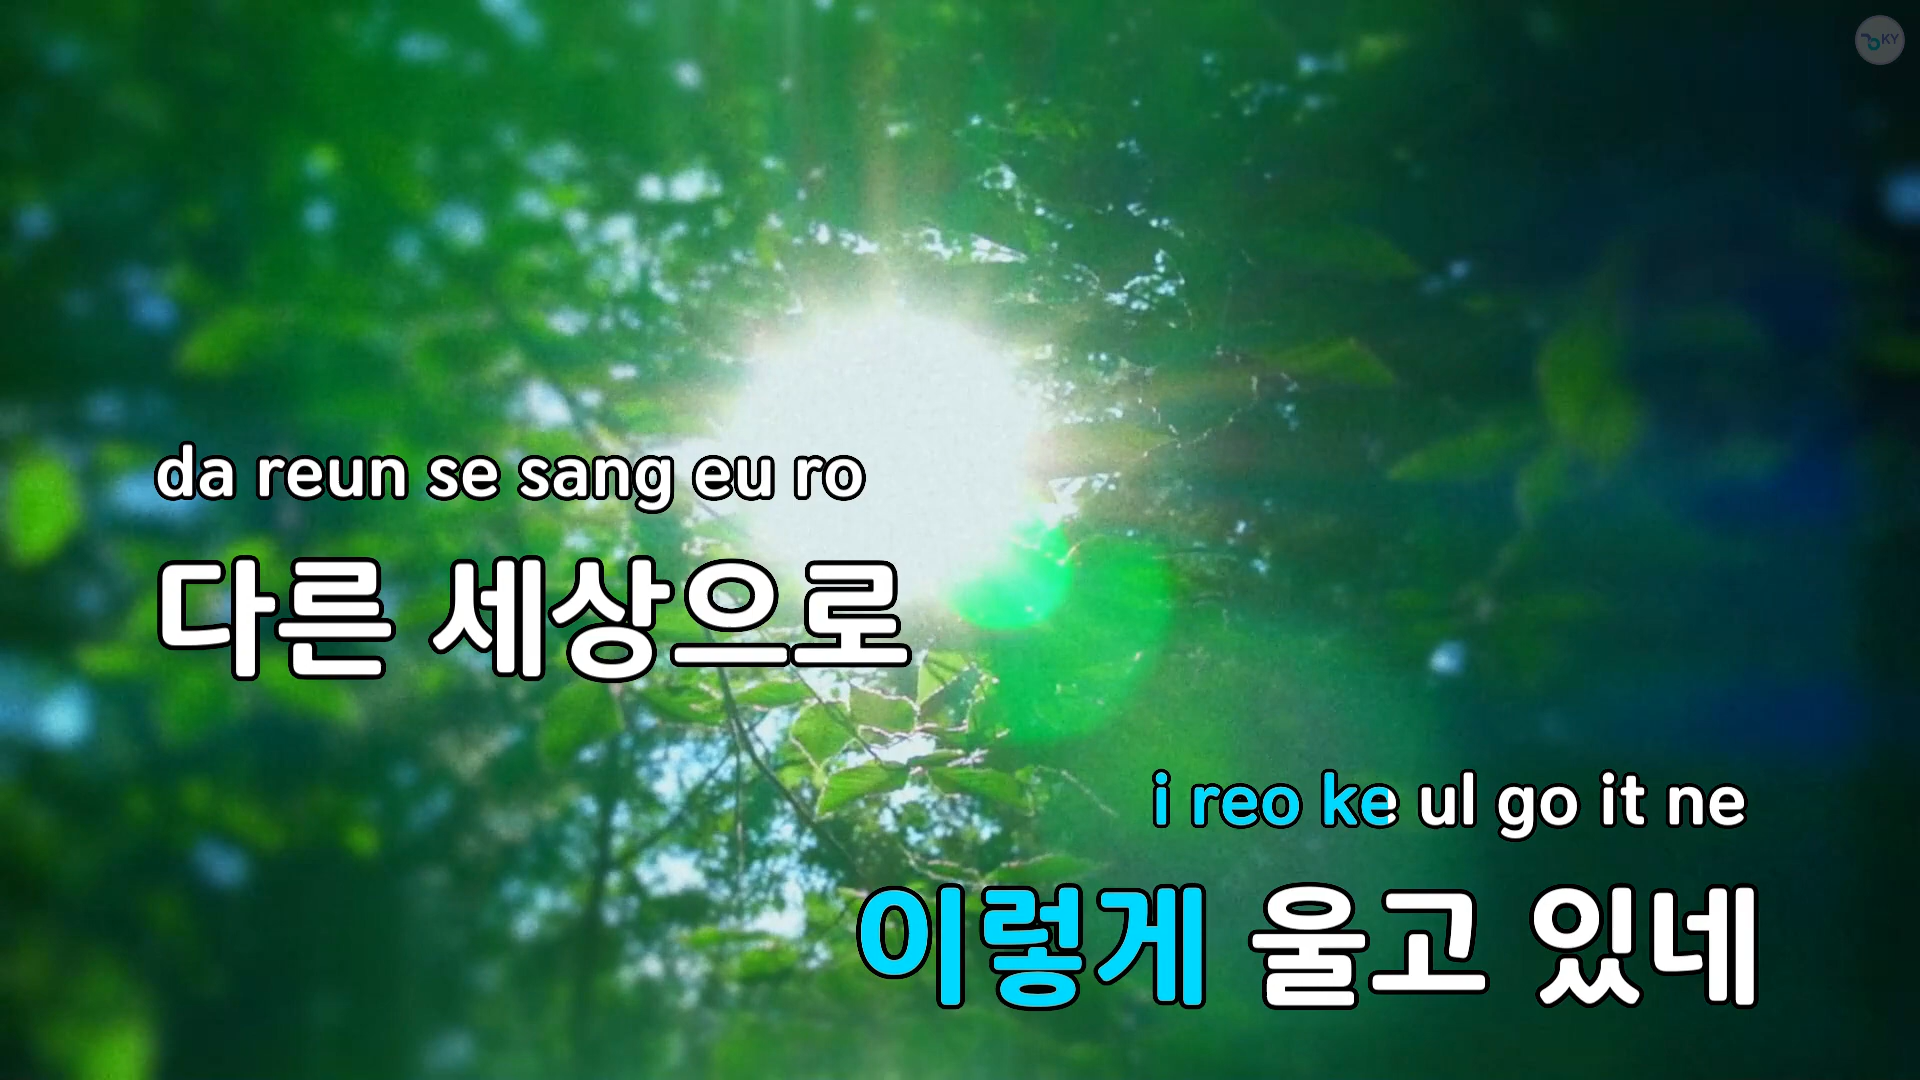 KY
da reun se sang eu ro
다른 세상으로
i reo ke ul go it ne
이렇게 울고 있네